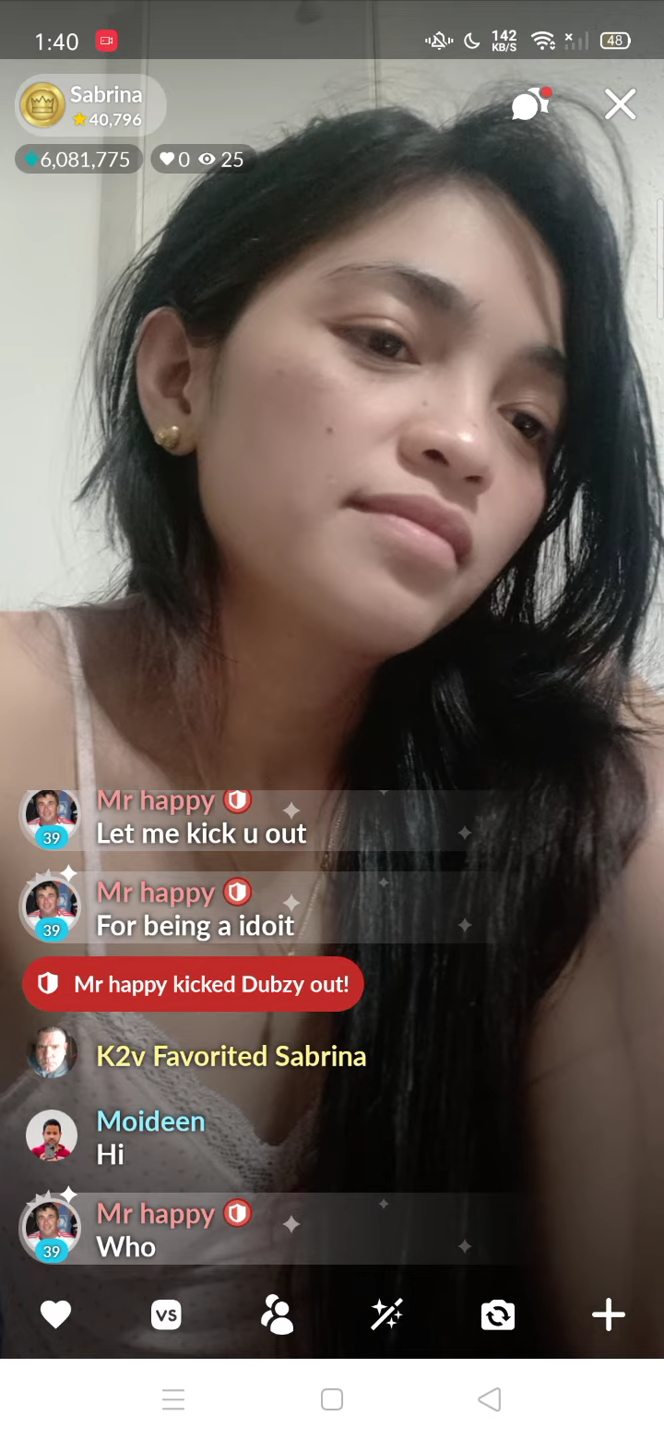 1:40
142
KB/S
48
Sabrina
40,796
6,081,775
0
25
Mr happy
39
Let me kick u out
Mr happy
39
For being a idoit
Mr happy kicked Dubzy out!
K2v Favorited Sabrina
Moideen
Hi
Mr happy
39
Who
VS